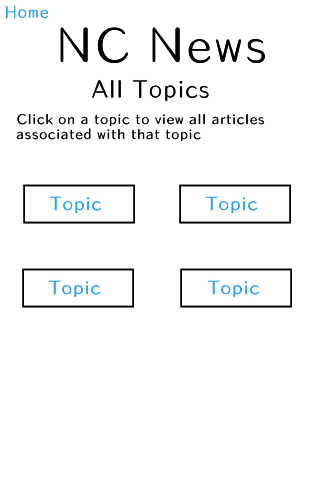 Home
NC News
All Topics
Click on a topic to view all articles
associated with that topic
Topic
Topic
Topic
Topic